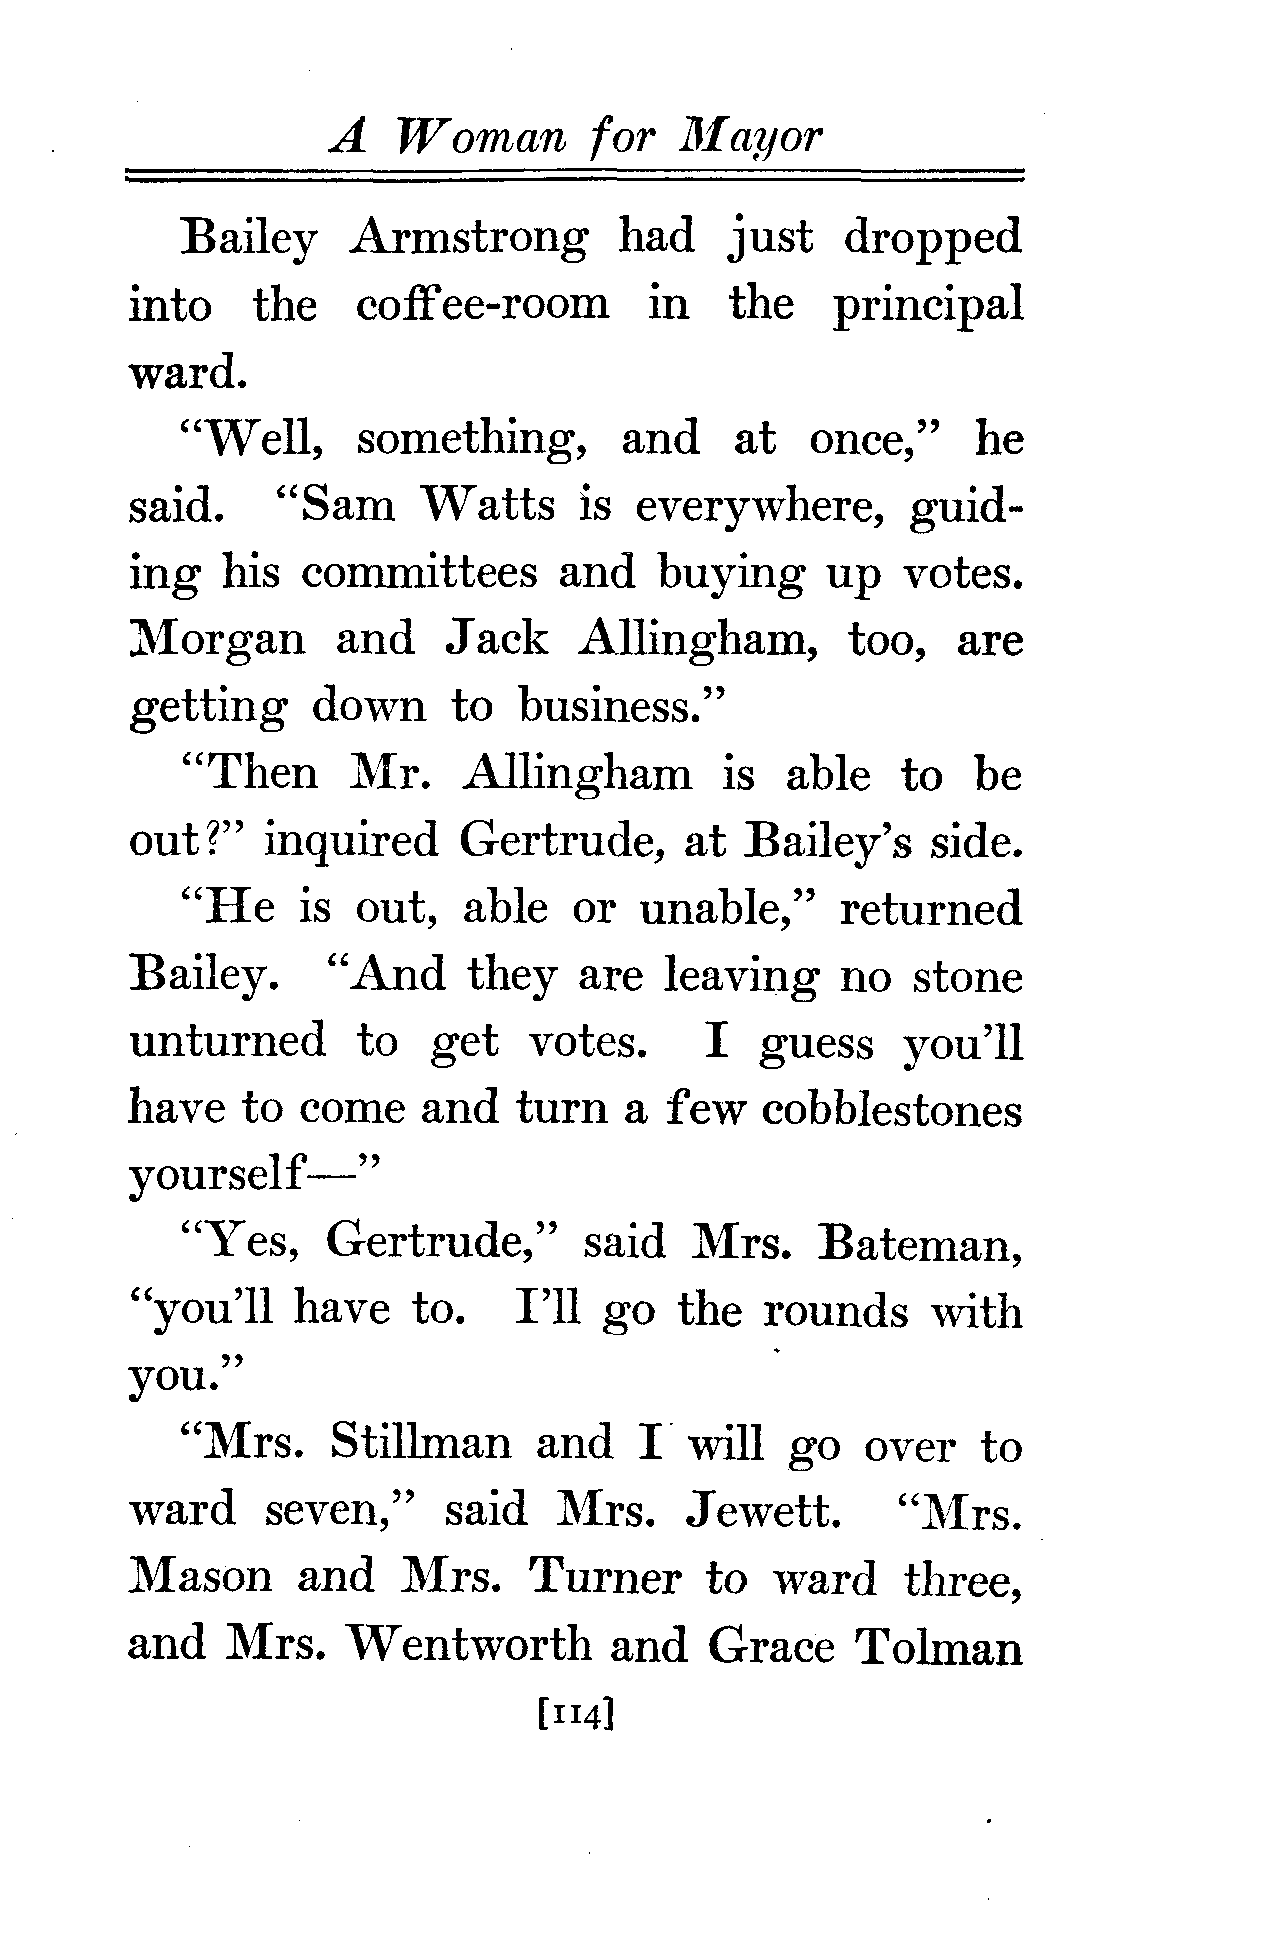 A Woman for Mayor
Bailey Armstrong had just dropped
into the coffee-room in the principal
ward.
“Well, something, and at once,” he
said. “Sam Watts is everywhere, guid-
ing his committees and buying up votes.
Morgan and Jack Allingham, too, are
getting down to business.”
“Then Mr. Allingham is able to be
out?” inquired Gertrude, at Bailey’s side.
“He is out, able or unable,” returned
Bailey. “And they are leaving no stone
unturned to get votes. I guess you’ll
have to come and turn a few cobblestones
yourself—”
“Yes, Gertrude,” said Mrs. Bateman,
“you’ll have to. I’ll go the rounds with
you.”
“Mrs. Stillman and I will go over to
ward seven,” said Mrs. Jewett. “Mrs.
Mason and Mrs. Turner to ward three,
and Mrs. Wentworth and Grace Tolman
[114]